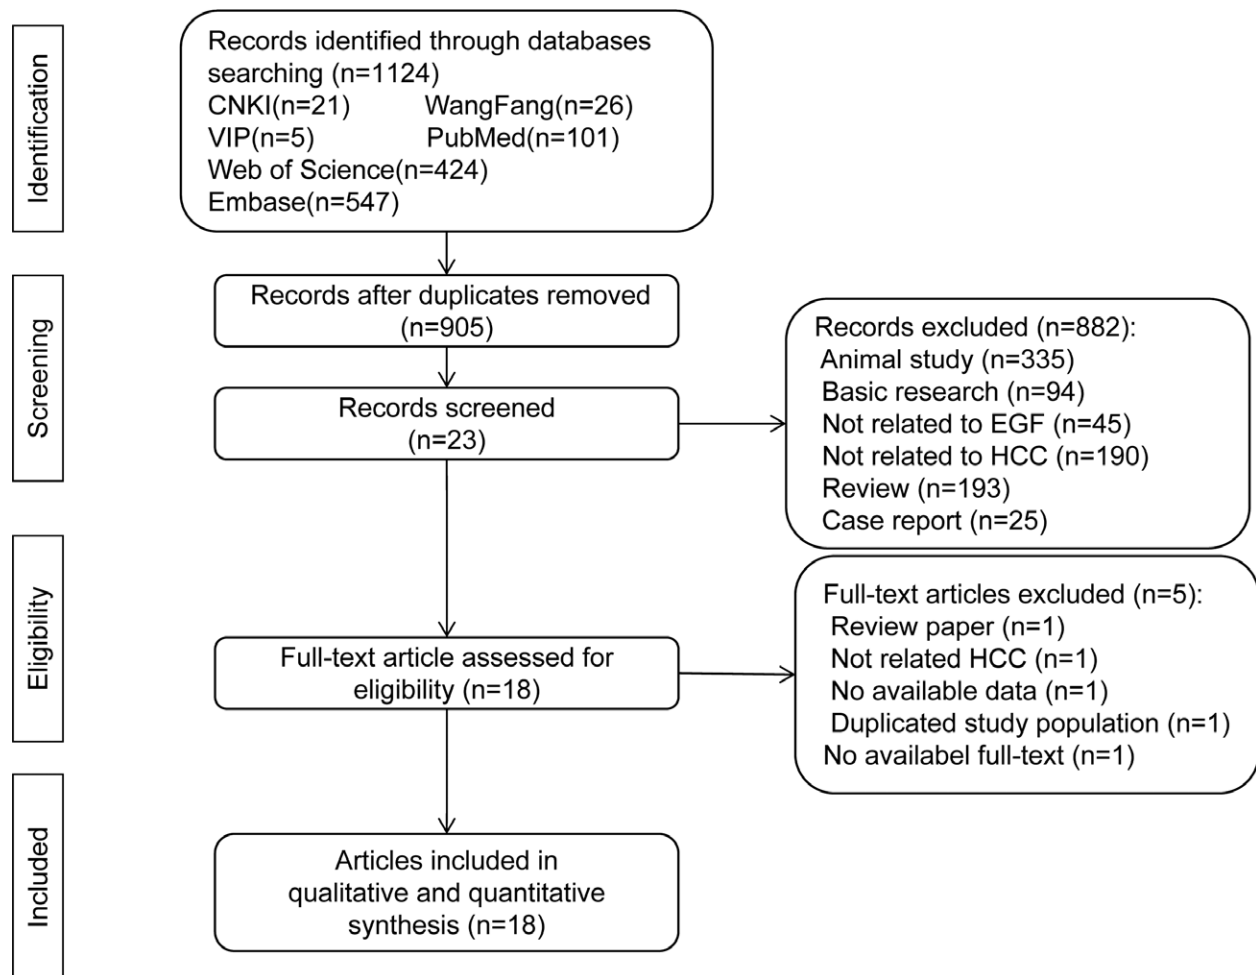 Identification
Records identified through databases
searching (n=1124)
CNKI(n=21) WangFang(n=26)
VIP(n=5) PubMed(n=101)
Web of Science(n=424)
Embase(n=547)
Screening
Records after duplicates removed
(n=905)
Records screened
(n=23)
Records excluded (n=882):
Animal study (n=335)
Basic research (n=94)
Not related to EGF (n=45)
Not related to HCC (n=190)
Review (n=193)
Case report (n=25)
Eligibility
Full-text article assessed for
eligibility (n=18)
Full-text articles excluded (n=5):
Review paper (n=1)
Not related HCC (n=1)
No available data (n=1)
Duplicated study population (n=1)
No availabel full-text (n=1)
Included
Articles included in
qualitative and quantitative
synthesis (n=18)